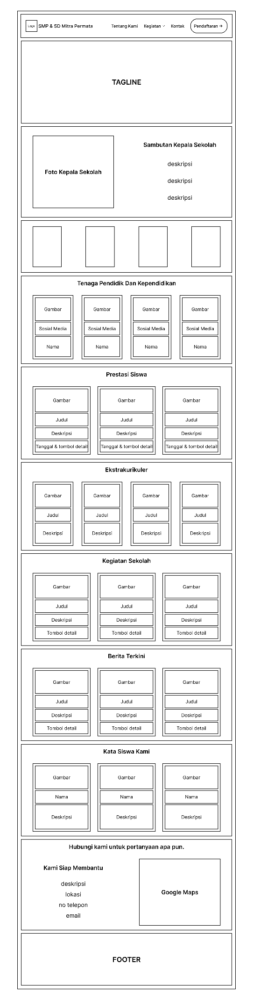 Logo SMP & SD Mitra Permata Tentang Kami Kegiatan Kontak Pendaftaran →
TAGLINE
Foto Kepala Sekolah
Sambutan Kepala Sekolah
deskripsi
deskripsi
deskripsi
Tenaga Pendidik Dan Kependidikan
Gambar Gambar Gambar Gambar
Sosial Media Sosial Media Sosial Media Sosial Media
Nama Nama Nama Nama
Prestasi Siswa
Gambar Gambar Gambar
Judul Judul Judul
Deskripsi Deskripsi Deskripsi
Tanggal & tombol detail Tanggal & tombol detail Tanggal & tombol detail
Ekstrakurikuler
Gambar Gambar Gambar Gambar
Judul Judul Judul Judul
Deskripsi Deskripsi Deskripsi Deskripsi
Kegiatan Sekolah
Gambar Gambar Gambar
Judul Judul Judul
Deskripsi Deskripsi Deskripsi
Tombol detail Tombol detail Tombol detail
Berita Terkini
Gambar Gambar Gambar
Judul Judul Judul
Deskripsi Deskripsi Deskripsi
Tombol detail Tombol detail Tombol detail
Kata Siswa Kami
Gambar Gambar Gambar
Nama Nama Nama
Deskripsi Deskripsi Deskripsi
Hubungi kami untuk pertanyaan apa pun.
Kami Siap Membantu
deskripsi
lokasi
no telepon
email
Google Maps
FOOTER